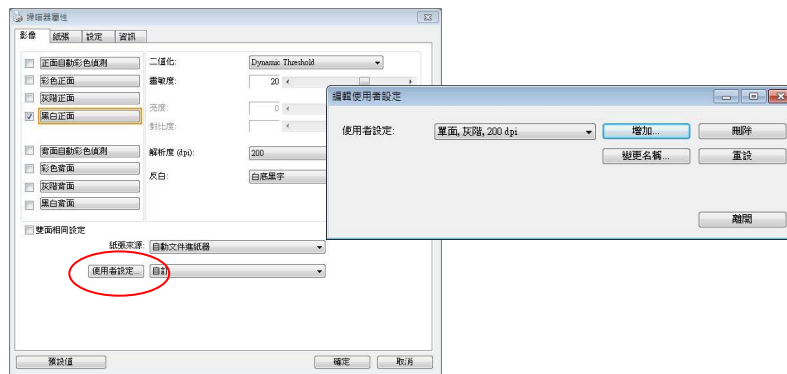 掃瞄器屬性
影像 紙張 設定 資訊
正面自動彩色偵測
彩色正面
灰階正面
黑白正面
背面自動彩色偵測
彩色背面
灰階背面
黑白背面
二值化: Dynamic Threshold
靈敏度: 20
亮度: 0
對比度:
解析度 (dpi): 200
反白: 白底黑字
雙面相同設定
紙張來源: 自動文件進紙器
使用者設定... 自訂
預設值 確定 取消
編輯使用者設定
使用者設定: 單面, 灰階, 200 dpi 增加... 刪除
變更名稱... 重設
離開